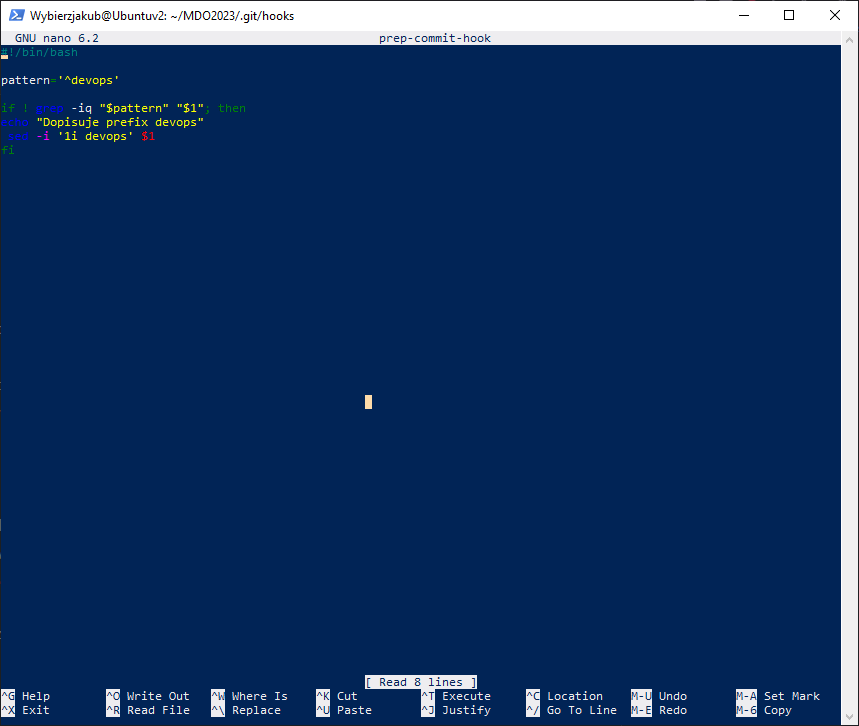 Wybierzjakub@Ubuntuv2: ~/MDO2023/.git/hooks
GNU nano 6.2 prep-commit-hook
#!/bin/bash
pattern='^devops'
if ! grep -iq "$pattern" "$1"; then
echo "Dopisuje prefix devops"
sed -i '1i devops' $1
fi
[ Read 8 lines ]
^G Help ^O Write Out ^W Where Is ^K Cut ^T Execute ^C Location M-U Undo M-A Set Mark
^X Exit ^R Read File ^\ Replace ^U Paste ^J Justify ^/ Go To Line M-E Redo M-6 Copy